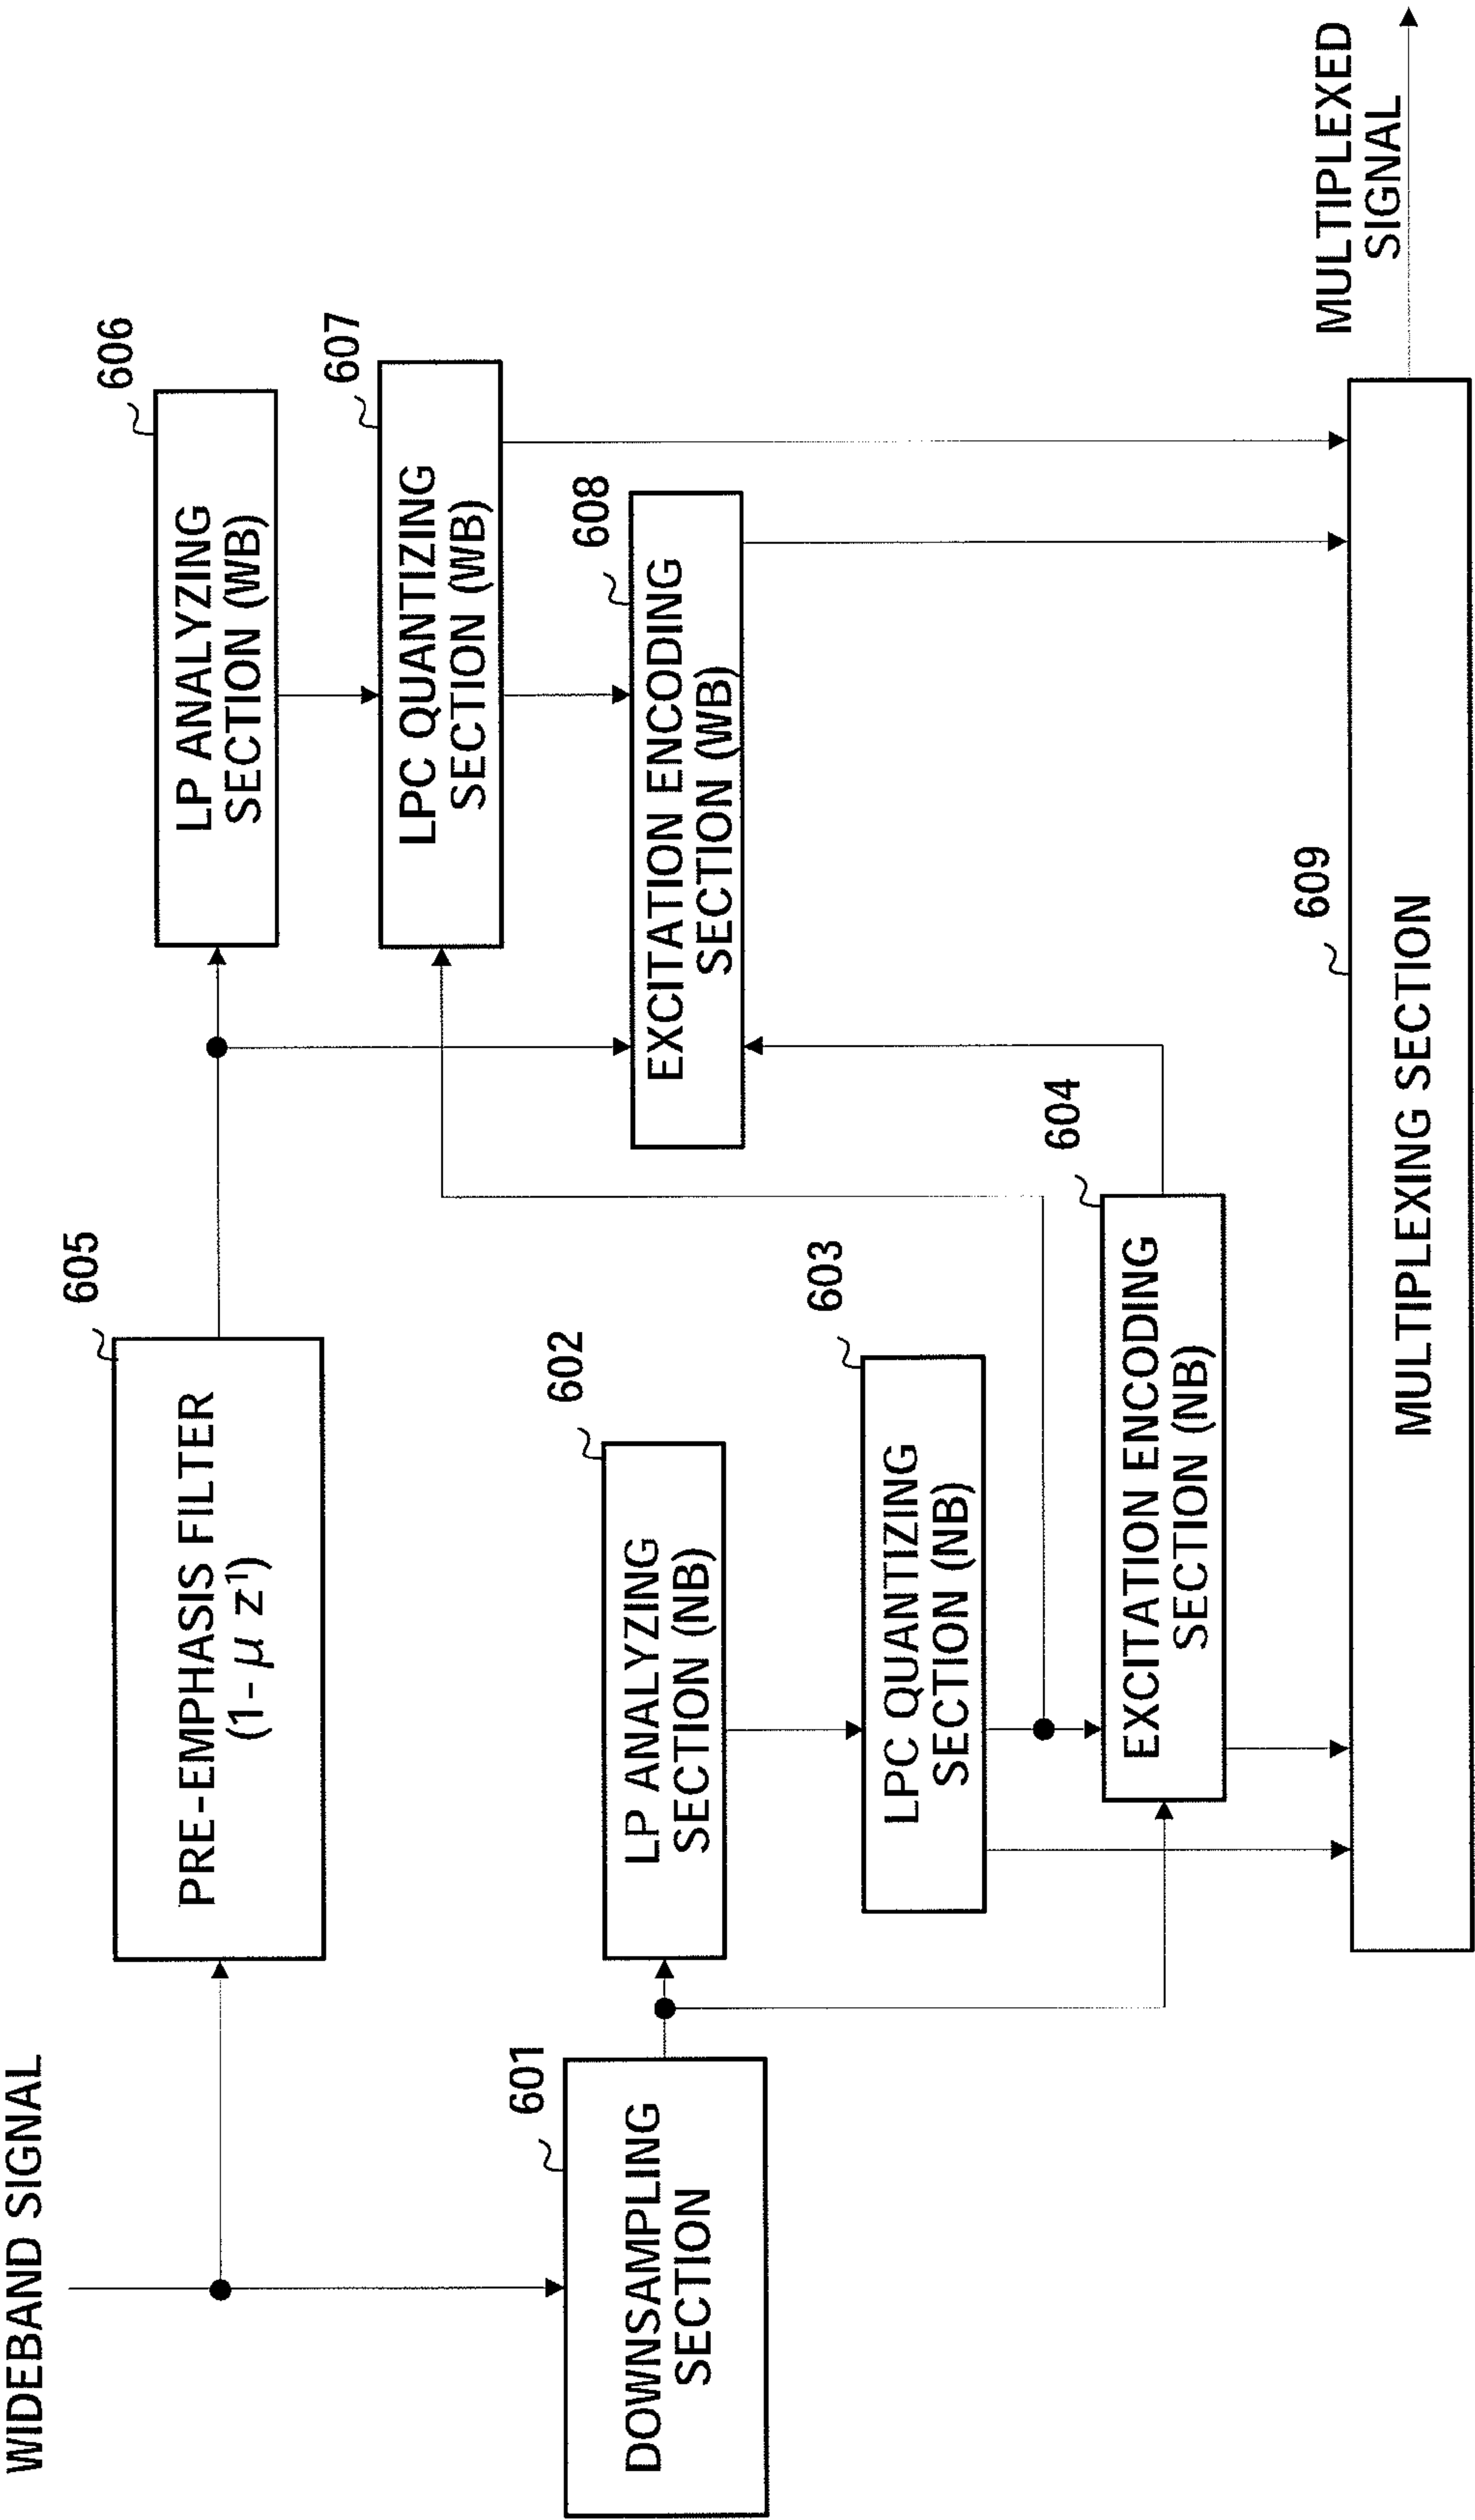 WIDEBAND SIGNAL
601
DOWNSAMPLING
SECTION
605
PRE-EMPHASIS FILTER
(1-μz¹)
602
LP ANALYZING
SECTION (NB)
603
LPC QUANTIZING
SECTION (NB)
604
EXCITATION ENCODING
SECTION (NB)
606
LP ANALYZING
SECTION (WB)
607
LPC QUANTIZING
SECTION (WB)
608
EXCITATION ENCODING
SECTION (WB)
609
MULTIPLEXING SECTION
MULTIPLEXED
SIGNAL